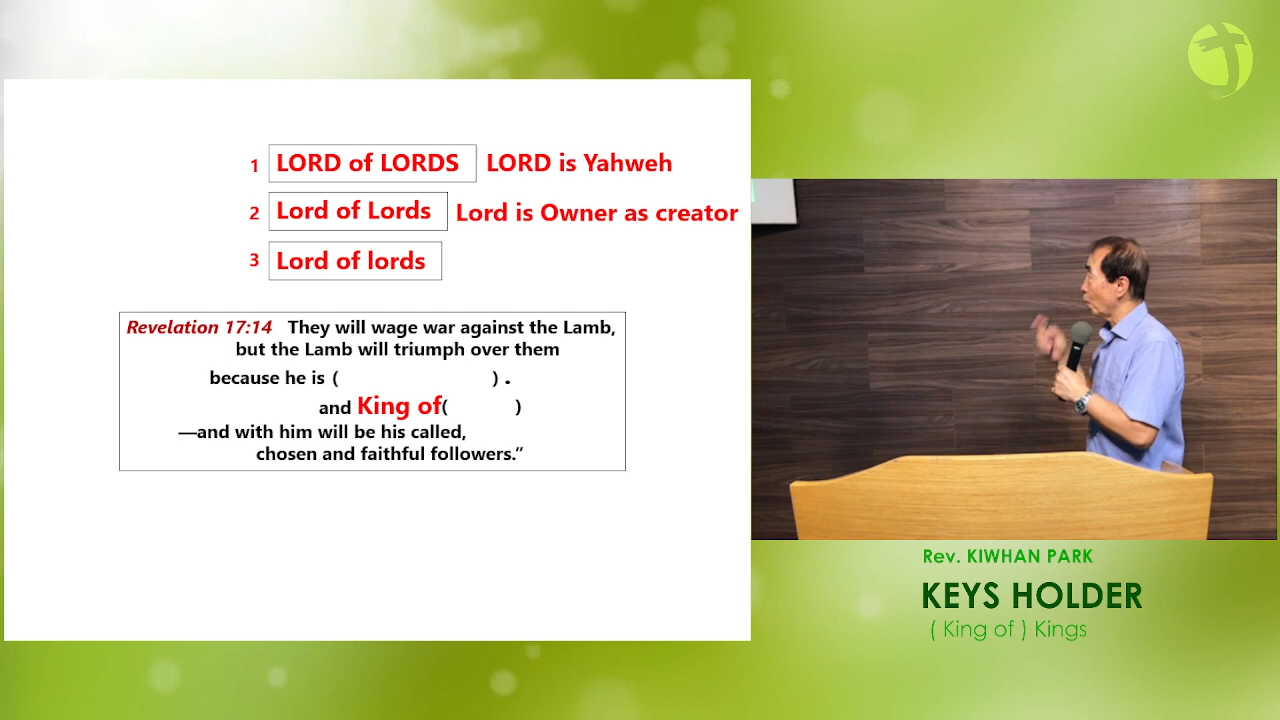 1 LORD of LORDS LORD is Yahweh
2 Lord of Lords Lord is Owner as creator
3 Lord of lords
Revelation 17:14 They will wage war against the Lamb,
but the Lamb will triumph over them
because he is ( ) .
and King of( )
—and with him will be his called,
chosen and faithful followers.”
Rev. KIWHAN PARK
KEYS HOLDER
( King of ) Kings